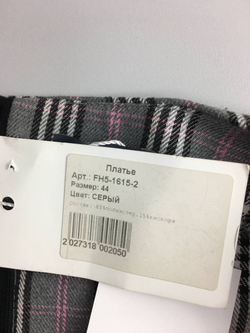 Платье
Арт.: FH5-1615-2
Размер: 44
Цвет: СЕРЫЙ
2 027318 002050